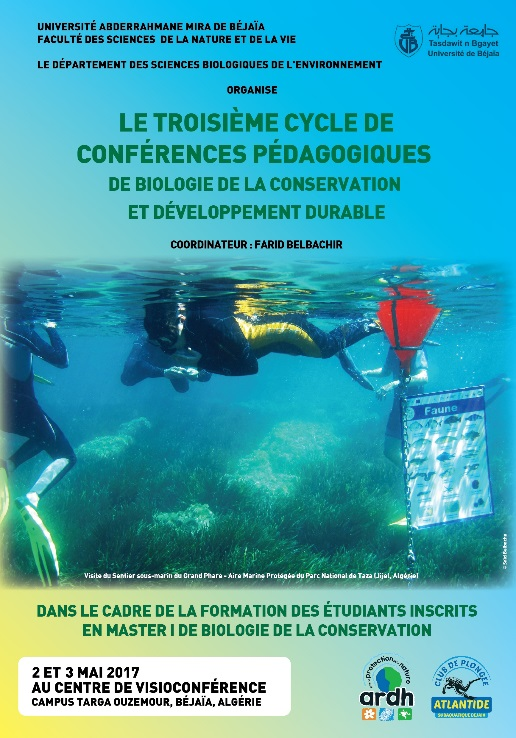 UNIVERSITÉ ABDERRAHMANE MIRA DE BÉJAÏA
FACULTÉ DES SCIENCES DE LA NATURE ET DE LA VIE
LE DÉPARTEMENT DES SCIENCES BIOLOGIQUES DE L'ENVIRONNEMENT
جامعة بجاية
Tasdawit n Bgayet
Université de Béjaïa
ORGANISE
LE TROISIÈME CYCLE DE
CONFÉRENCES PÉDAGOGIQUES
DE BIOLOGIE DE LA CONSERVATION
ET DÉVELOPPEMENT DURABLE
COORDINATEUR : FARID BELBACHIR
Faune
Visite du Sentier sous-marin du Grand Phare - Aire Marine Protégée du Parc National de Taza (Jijel, Algérie)
DANS LE CADRE DE LA FORMATION DES ÉTUDIANTS INSCRITS
EN MASTER I DE BIOLOGIE DE LA CONSERVATION
2 ET 3 MAI 2017
AU CENTRE DE VISIOCONFÉRENCE
CAMPUS TARGA OUZEMOUR, BÉJAÏA, ALGÉRIE
protection nature
ardh
CLUB DE PLONGÉE
ATLANTIDE